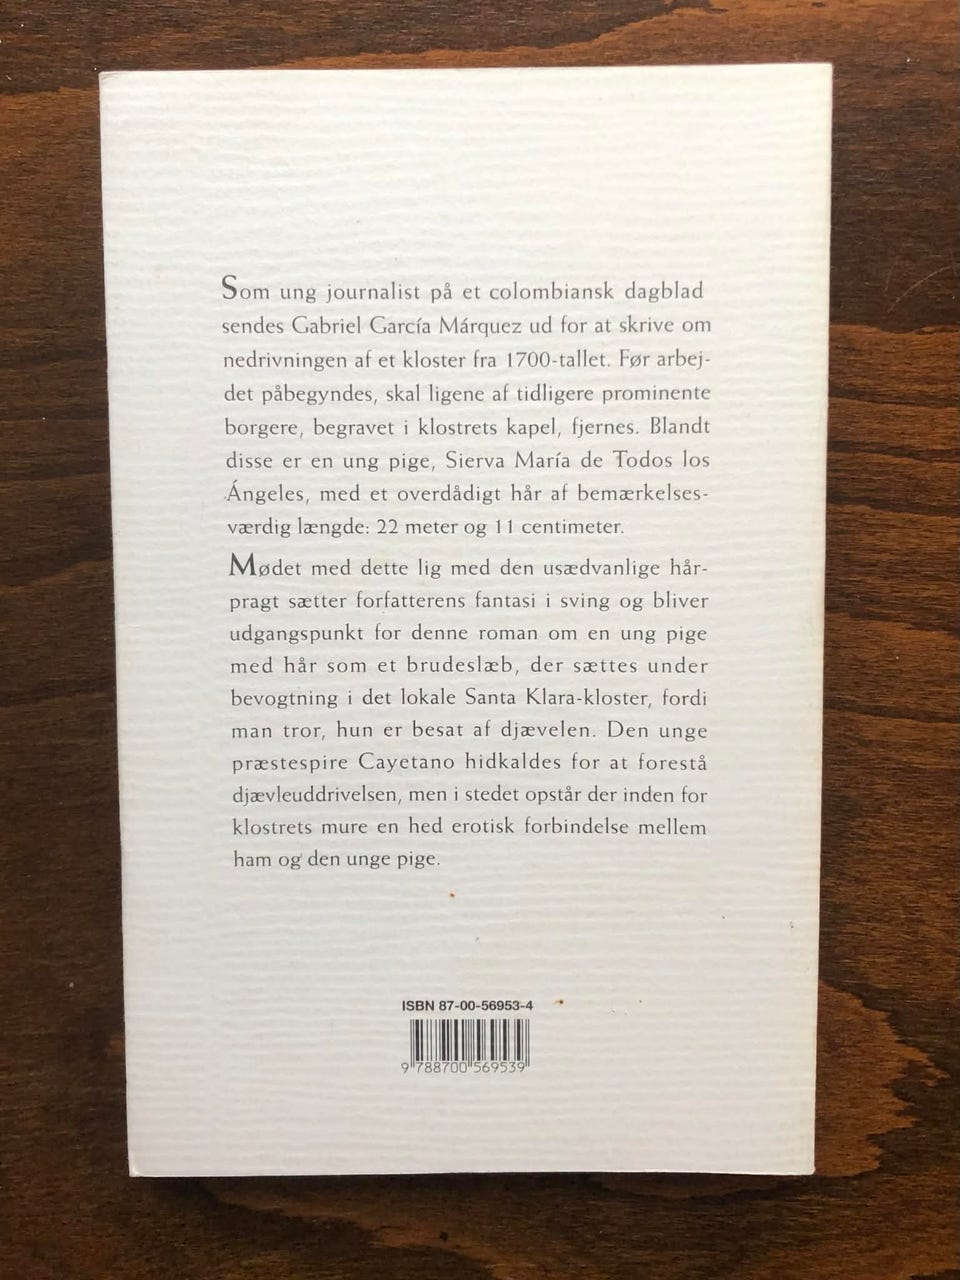 Som ung journalist på et colombiansk dagblad
sendes Gabriel García Márquez ud for at skrive om
nedrivningen af et kloster fra 1700-tallet. Før arbej-
det påbegyndes, skal ligene af tidligere prominente
borgere, begravet i klostrets kapel, fjernes. Blandt
disse er en ung pige, Sierva María de Todos los
Ángeles, med et overdådigt hår af bemærkelses-
værdig længde: 22 meter og 11 centimeter.
Mødet med dette lig med den usædvanlige hår-
pragt sætter forfatterens fantasi i sving og bliver
udgangspunkt for denne roman om en ung pige
med hår som et brudeslæb, der sættes under
bevogtning i det lokale Santa Klara-kloster, fordi
man tror, hun er besat af djævelen. Den unge
præstespire Cayetano hidkaldes for at forestå
djævleuddrivelsen, men i stedet opstår der inden for
klostrets mure en hed erotisk forbindelse mellem
ham og den unge pige.
ISBN 87-00-56953-4
9 788700 569539